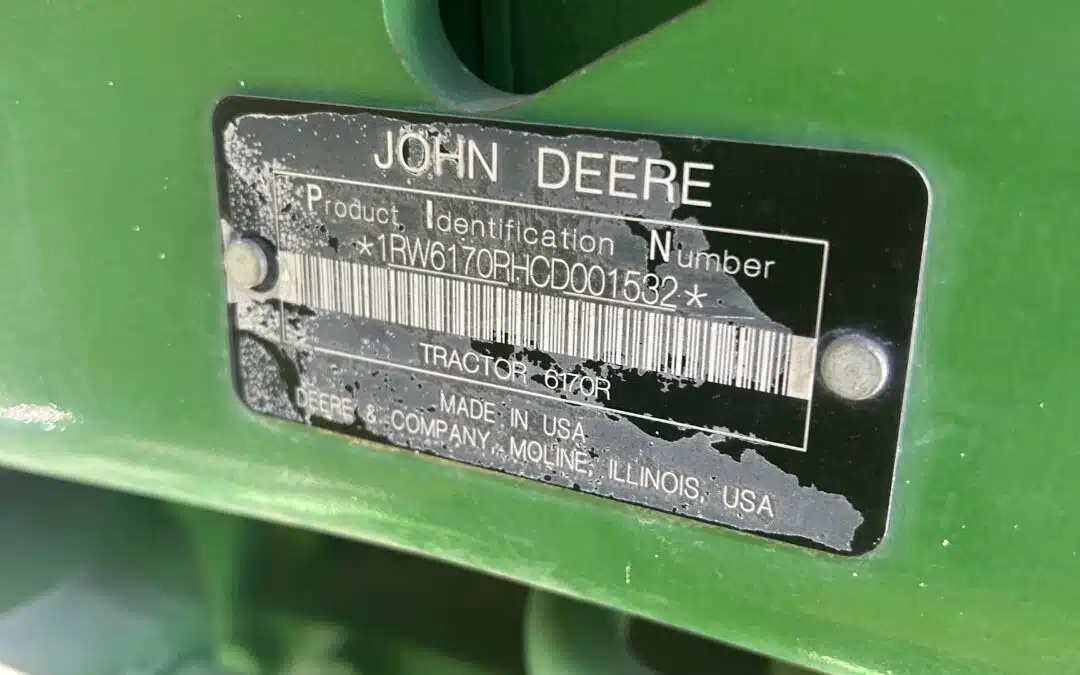 JOHN DEERE
Product Identification Number
*1RW6170RHCD001532*
TRACTOR 6170R
MADE IN USA
DEERE & COMPANY, MOLINE, ILLINOIS, USA